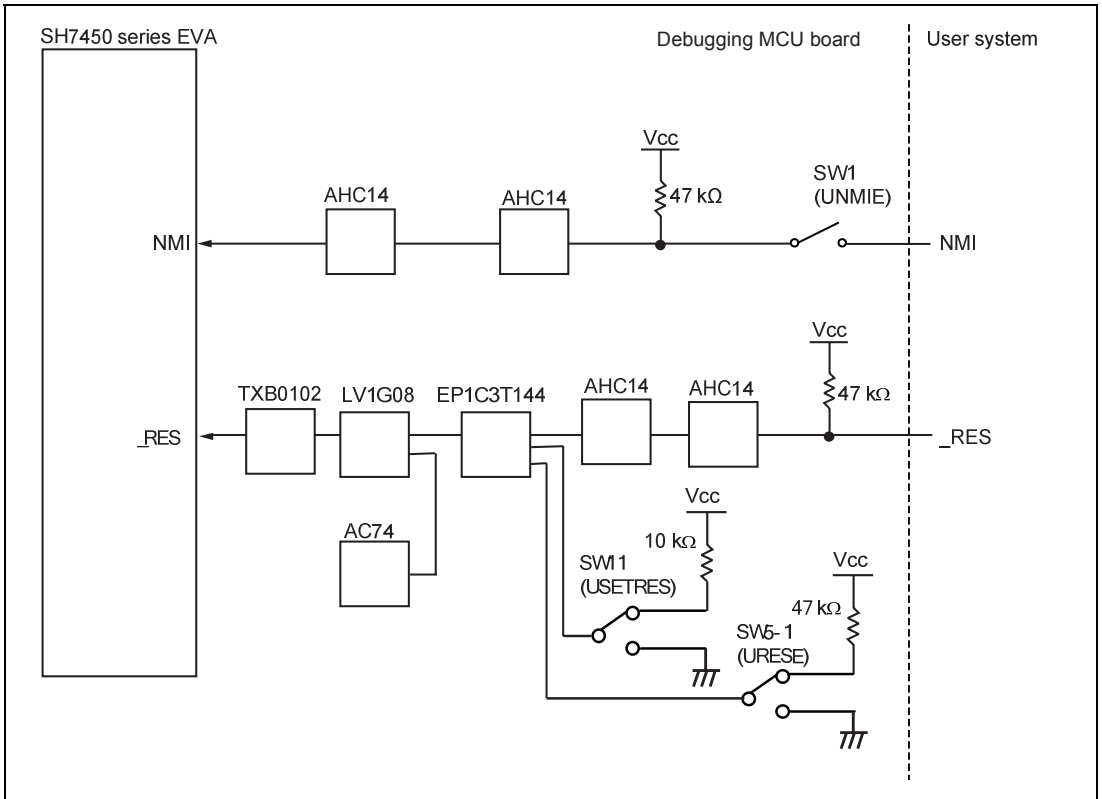 SH7450 series EVA
Debugging MCU board
User system
Vcc
47 kΩ
SW1
(UNMIE)
AHC14
AHC14
NMI
NMI
Vcc
47 kΩ
TXB0102
LV1G08
EP1C3T144
AHC14
AHC14
_RES
_RES
AC74
Vcc
10 kΩ
SW11
(USETRES)
Vcc
47 kΩ
SW5-1
(URESE)